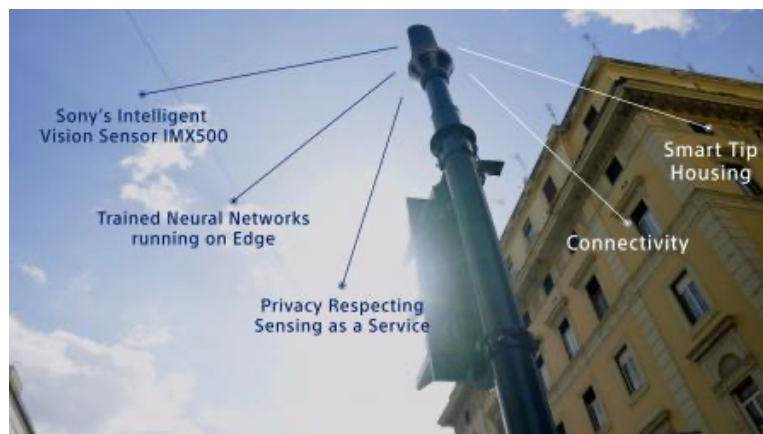 Sony's Intelligent
Vision Sensor IMX500
Trained Neural Networks
running on Edge
Privacy Respecting
Sensing as a Service
Smart Tip
Housing
Connectivity